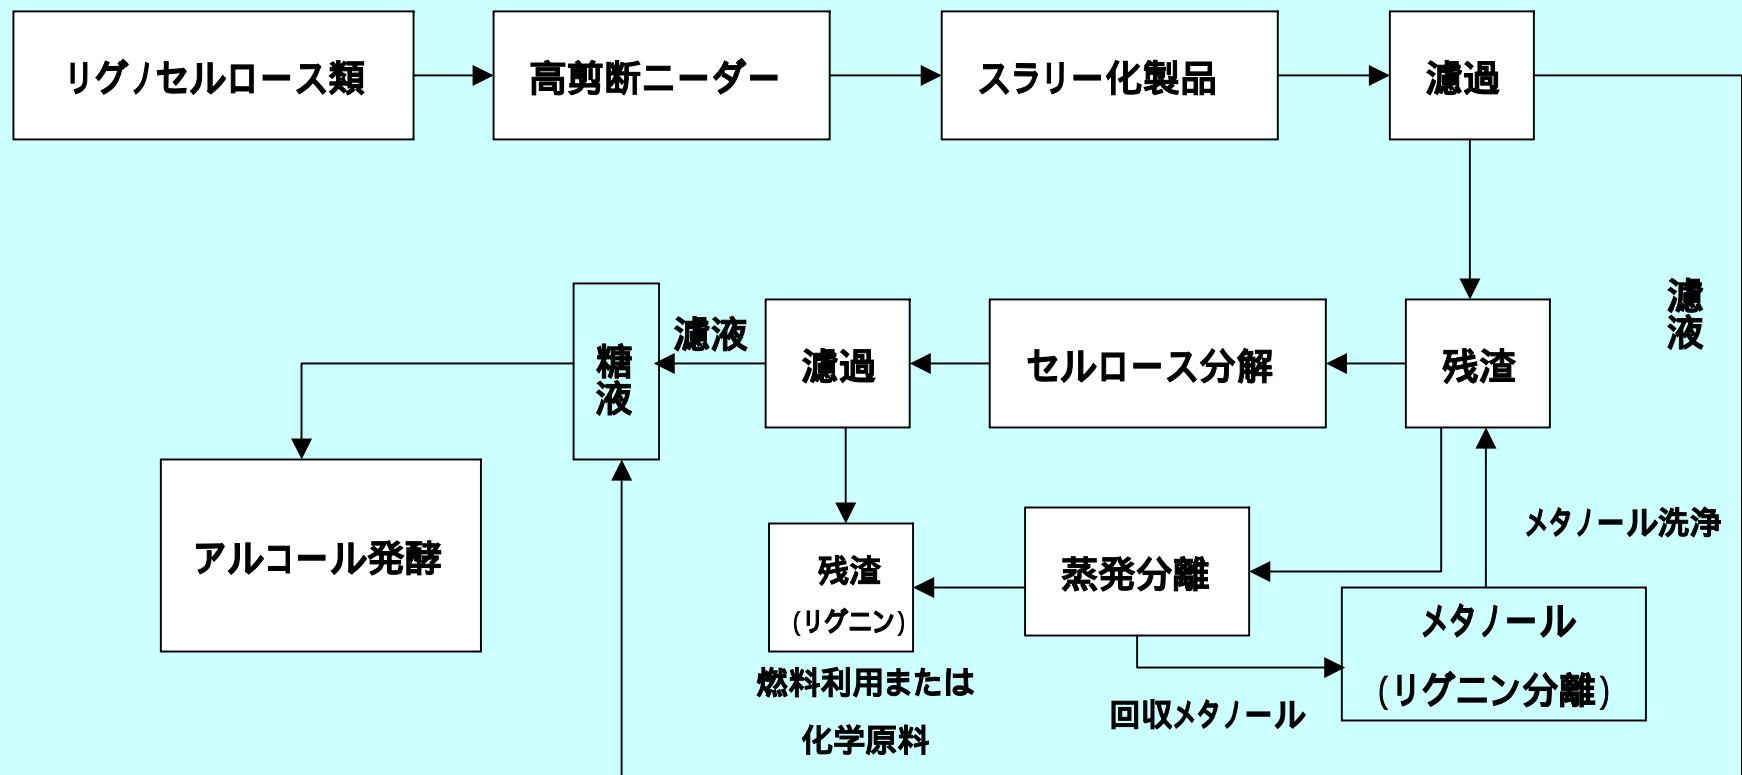 リグノセルロース類
高剪断ニーダー
スラリー化製品
濾過
濾液
糖液
濾液
濾過
セルロース分解
残渣
アルコール発酵
残渣
(リグニン)
蒸発分離
メタノール洗浄
メタノール
(リグニン分離)
燃料利用または
化学原料
回収メタノール